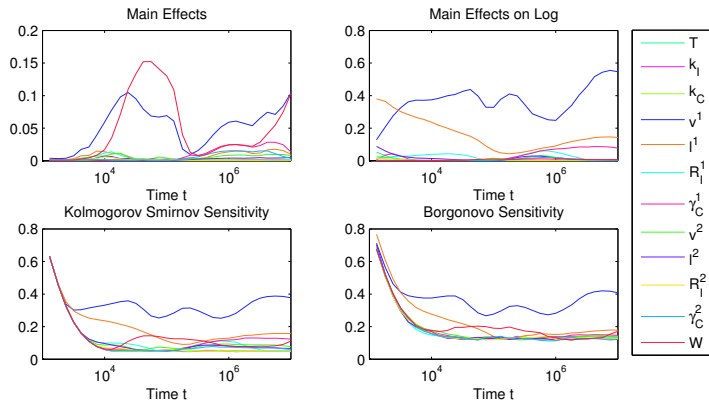 Main Effects
0.2
0.15
0.1
0.05
0
10^4
10^6
Time t
Main Effects on Log
0.8
0.6
0.4
0.2
0
10^4
10^6
Time t
Kolmogorov Smirnov Sensitivity
0.8
0.6
0.4
0.2
0
10^4
10^6
Time t
Borgonovo Sensitivity
0.8
0.6
0.4
0.2
0
10^4
10^6
Time t
T
k_I
k_C
v^1
l^1
R_I^1
γ_C^1
v^2
l^2
R_I^2
γ_C^2
W